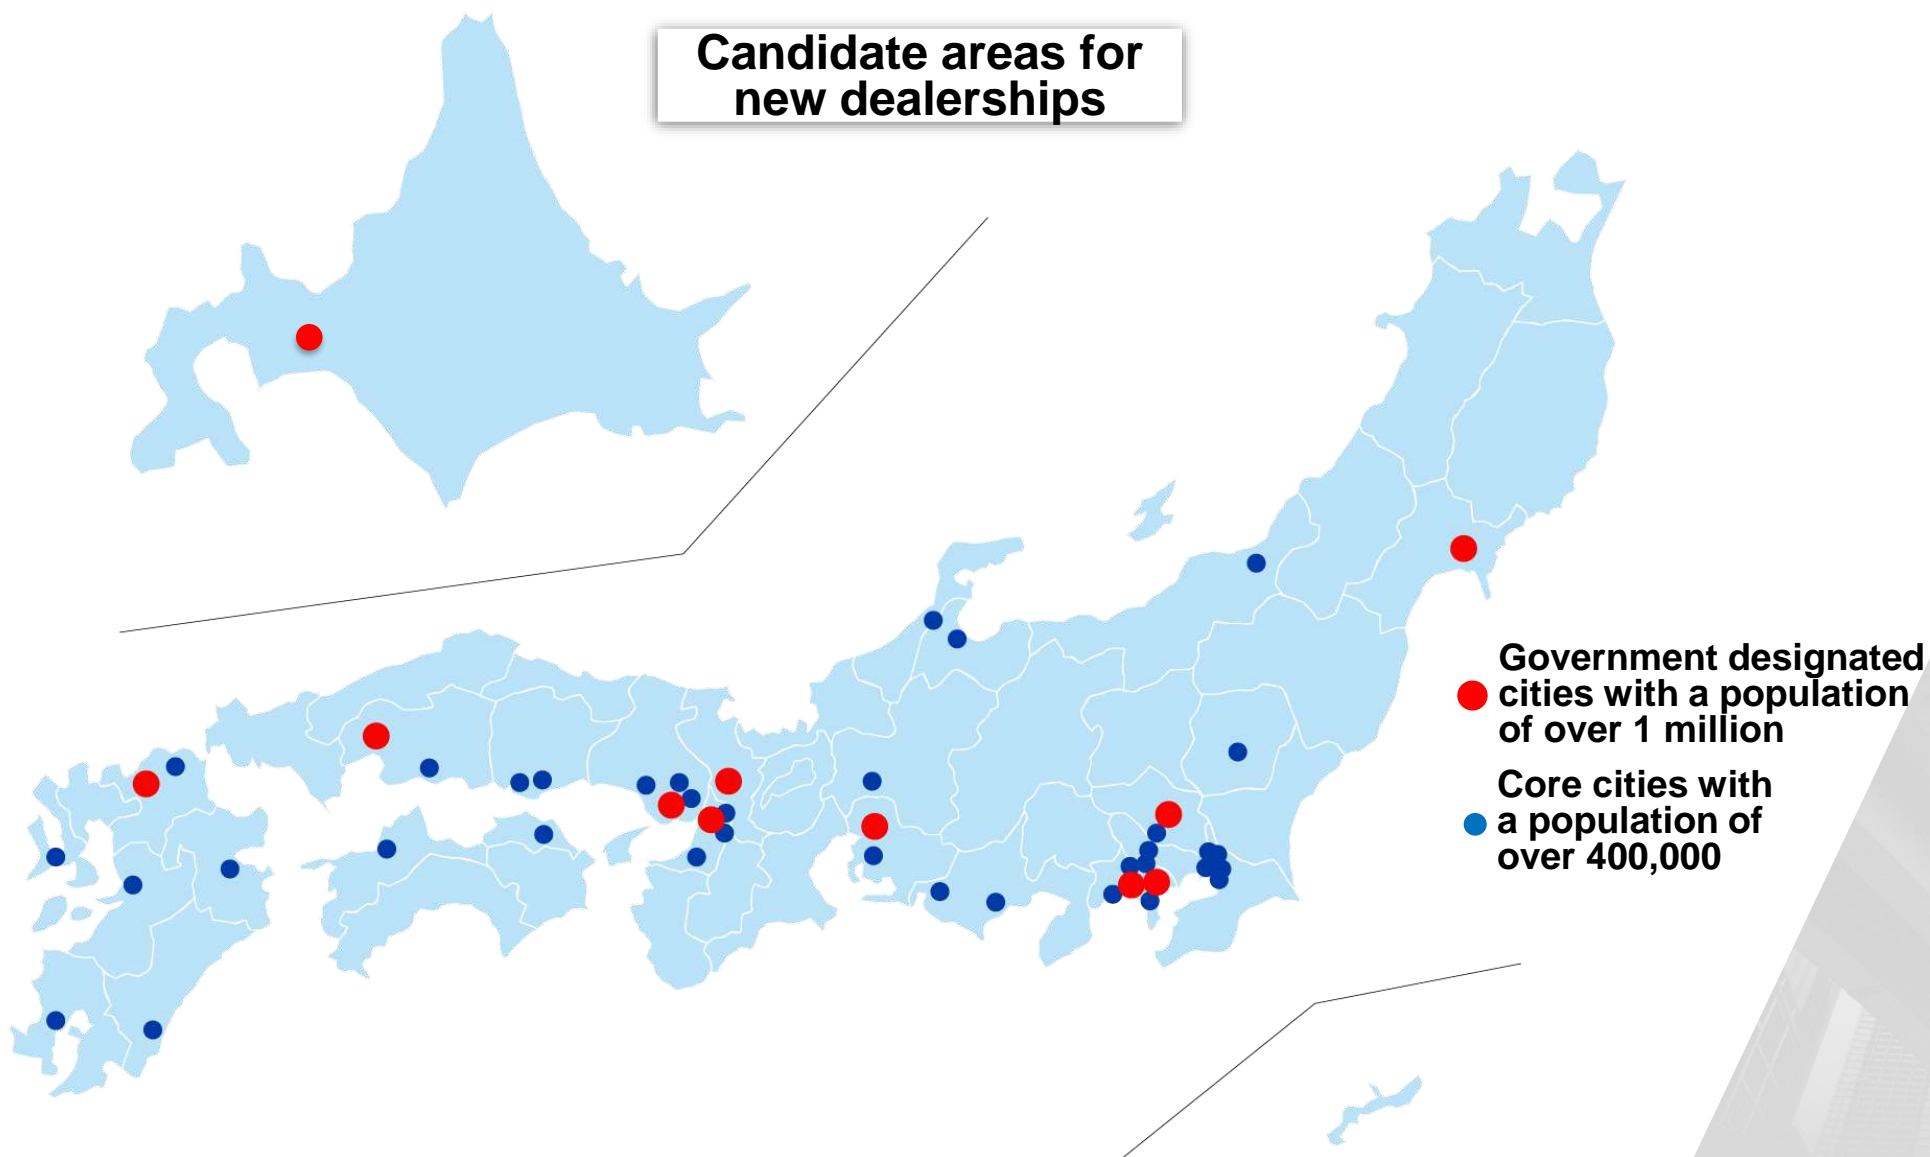 Candidate areas for
new dealerships
Government designated
cities with a population
of over 1 million
Core cities with
a population of
over 400,000